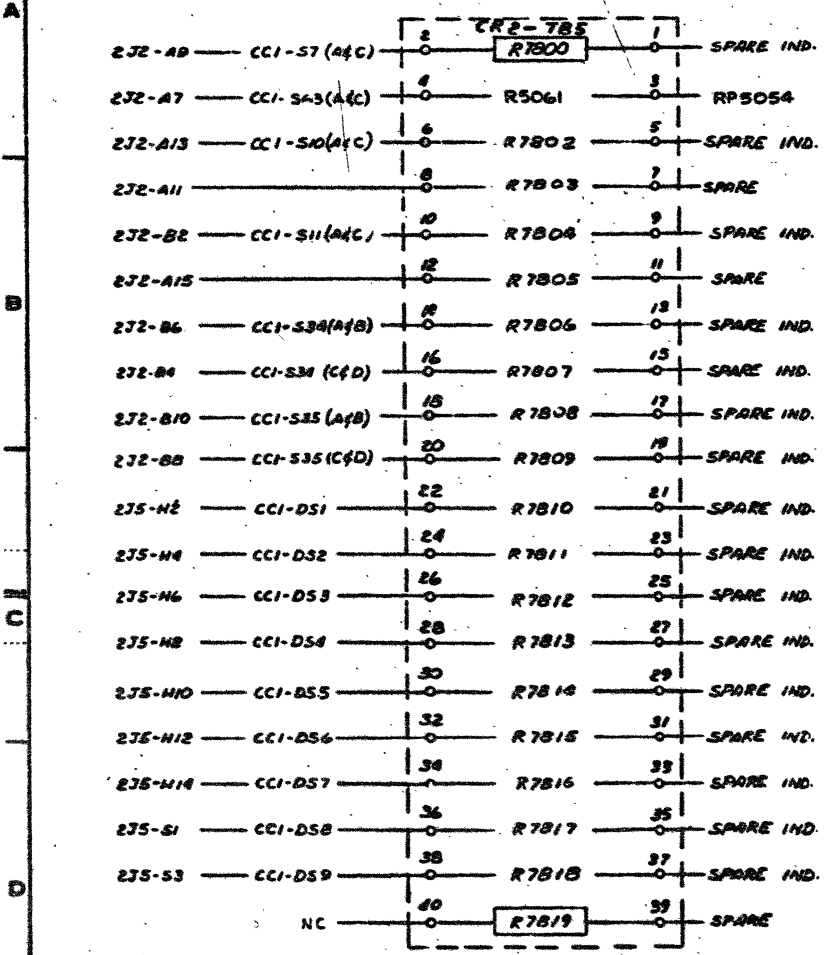 A
CR2-TB5
2J2-A9 CC1-S7 (A&C) 2 R7800 1 SPARE IND.
2J2-A7 CC1-S43(A&C) 4 R5061 3 RP5054
2J2-A13 CC1-S10(A&C) 6 R7802 5 SPARE IND.
2J2-A11 8 R7803 7 SPARE
2J2-B2 CC1-S11(A&C) 10 R7804 9 SPARE IND.
B
2J2-A15 12 R7805 11 SPARE
2J2-B6 CC1-S34(A&B) 14 R7806 13 SPARE IND.
2J2-B4 CC1-S34 (C&D) 16 R7807 15 SPARE IND.
2J2-B10 CC1-S35 (A&B) 18 R7808 17 SPARE IND.
2J2-B8 CC1-S35(C&D) 20 R7809 19 SPARE IND.
2J5-H2 CC1-DS1 22 R7810 21 SPARE IND.
2J5-H4 CC1-DS2 24 R7811 23 SPARE IND.
2J5-H6 CC1-DS3 26 R7812 25 SPARE IND.
C
2J5-H8 CC1-DS4 28 R7813 27 SPARE IND.
2J5-H10 CC1-DS5 30 R7814 29 SPARE IND.
2J5-H12 CC1-DS6 32 R7815 31 SPARE IND.
2J5-H14 CC1-DS7 34 R7816 33 SPARE IND.
2J5-S1 CC1-DS8 36 R7817 35 SPARE IND.
2J5-S3 CC1-DS9 38 R7818 37 SPARE IND.
D
NC 40 R7819 39 SPARE